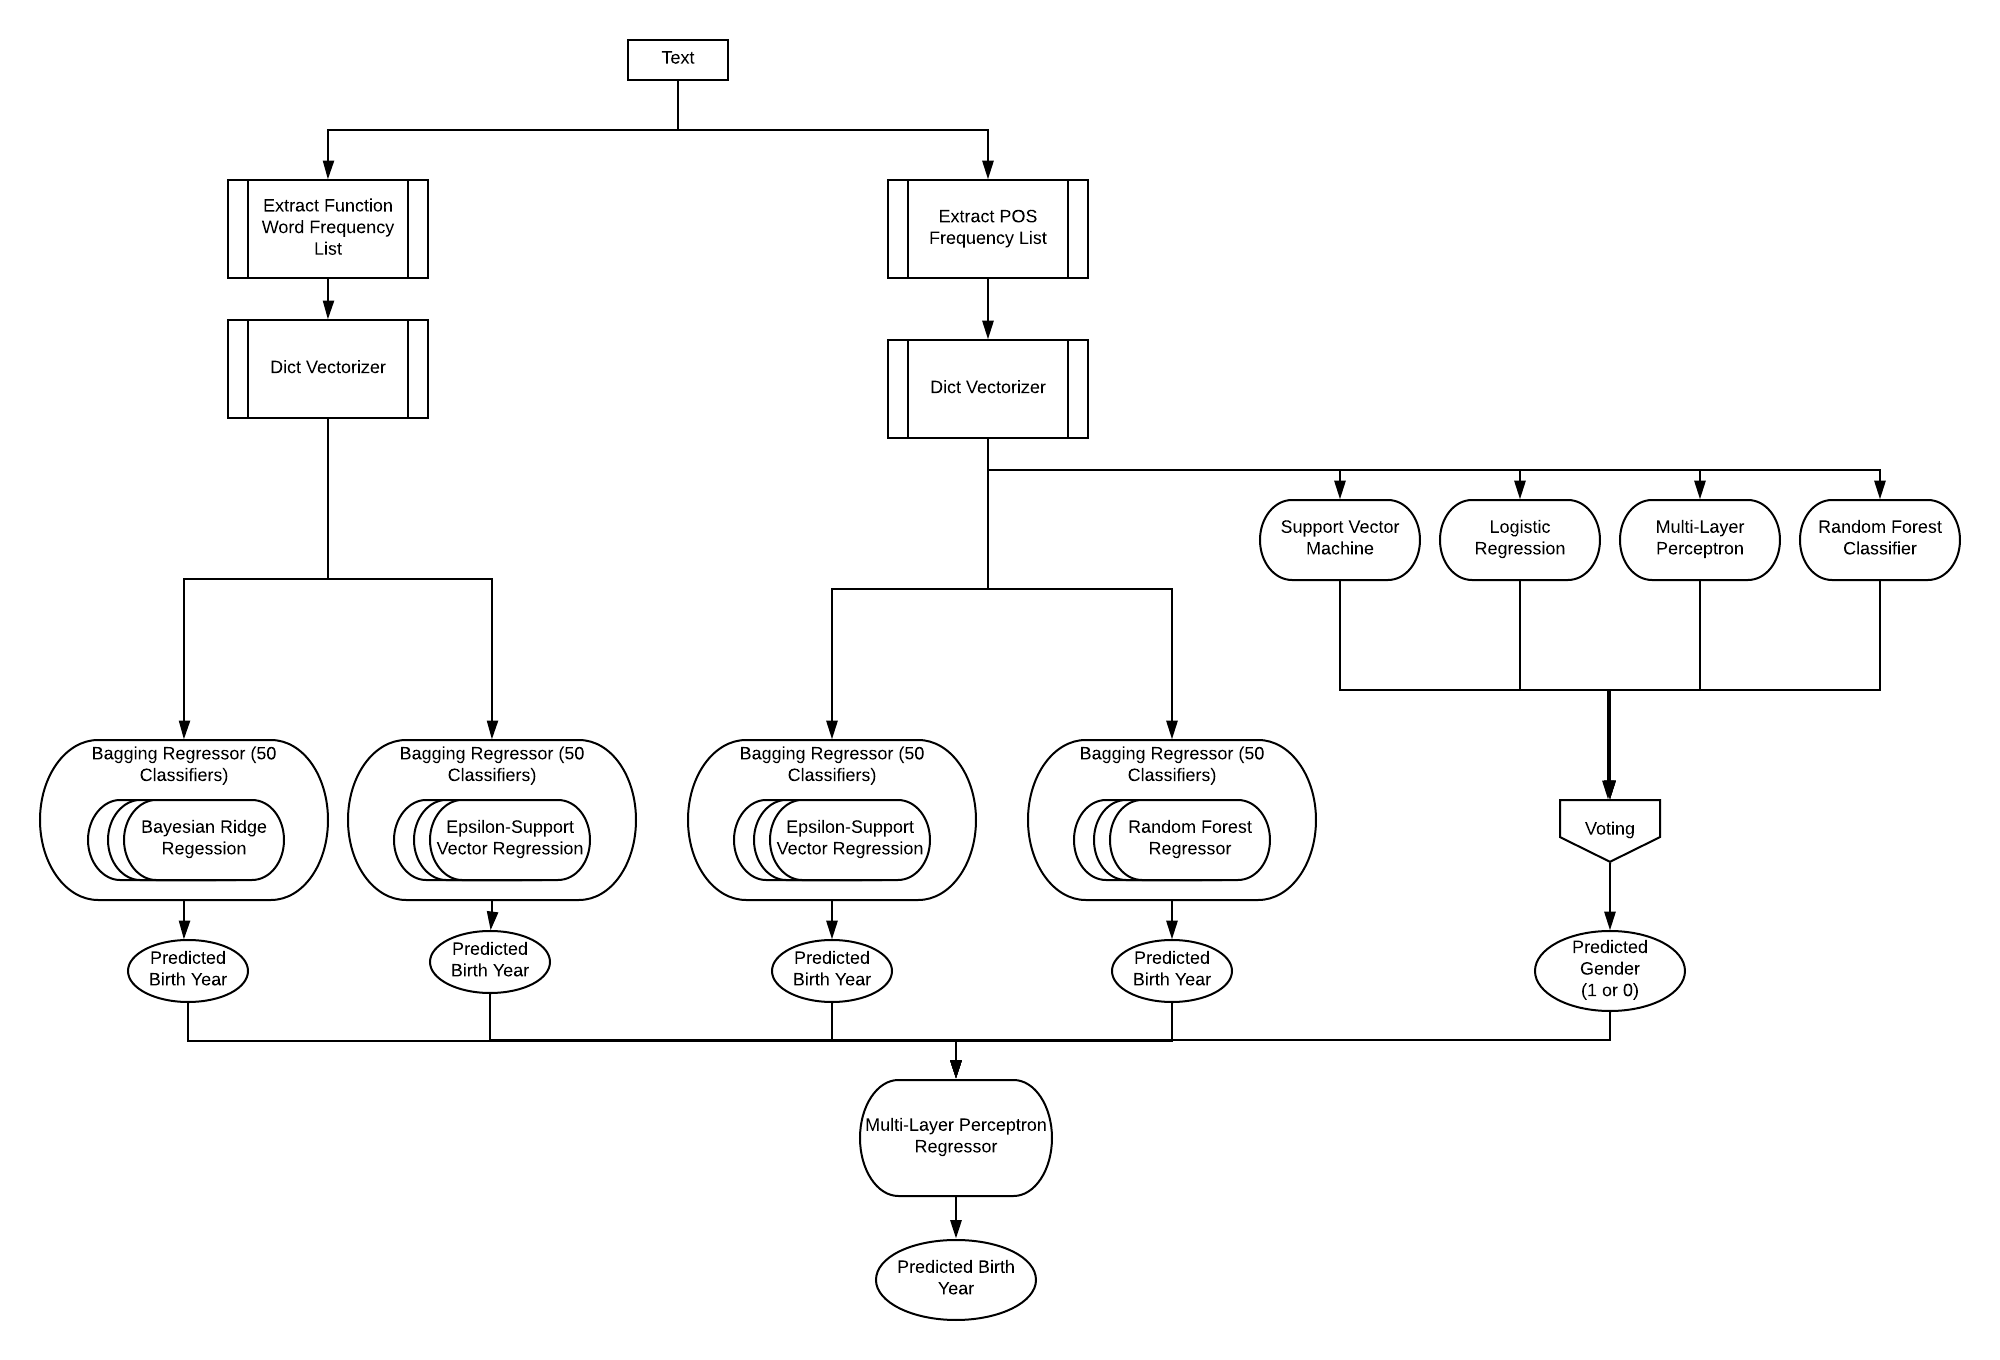 Text
Extract Function
Word Frequency
List
Extract POS
Frequency List
Dict Vectorizer
Dict Vectorizer
Support Vector
Machine
Logistic
Regression
Multi-Layer
Perceptron
Random Forest
Classifier
Bagging Regressor (50
Classifiers)
Bayesian Ridge
Regession
Bagging Regressor (50
Classifiers)
Epsilon-Support
Vector Regression
Bagging Regressor (50
Classifiers)
Epsilon-Support
Vector Regression
Bagging Regressor (50
Classifiers)
Random Forest
Regressor
Voting
Predicted
Birth Year
Predicted
Birth Year
Predicted
Birth Year
Predicted
Birth Year
Predicted
Gender
(1 or 0)
Multi-Layer Perceptron
Regressor
Predicted Birth
Year